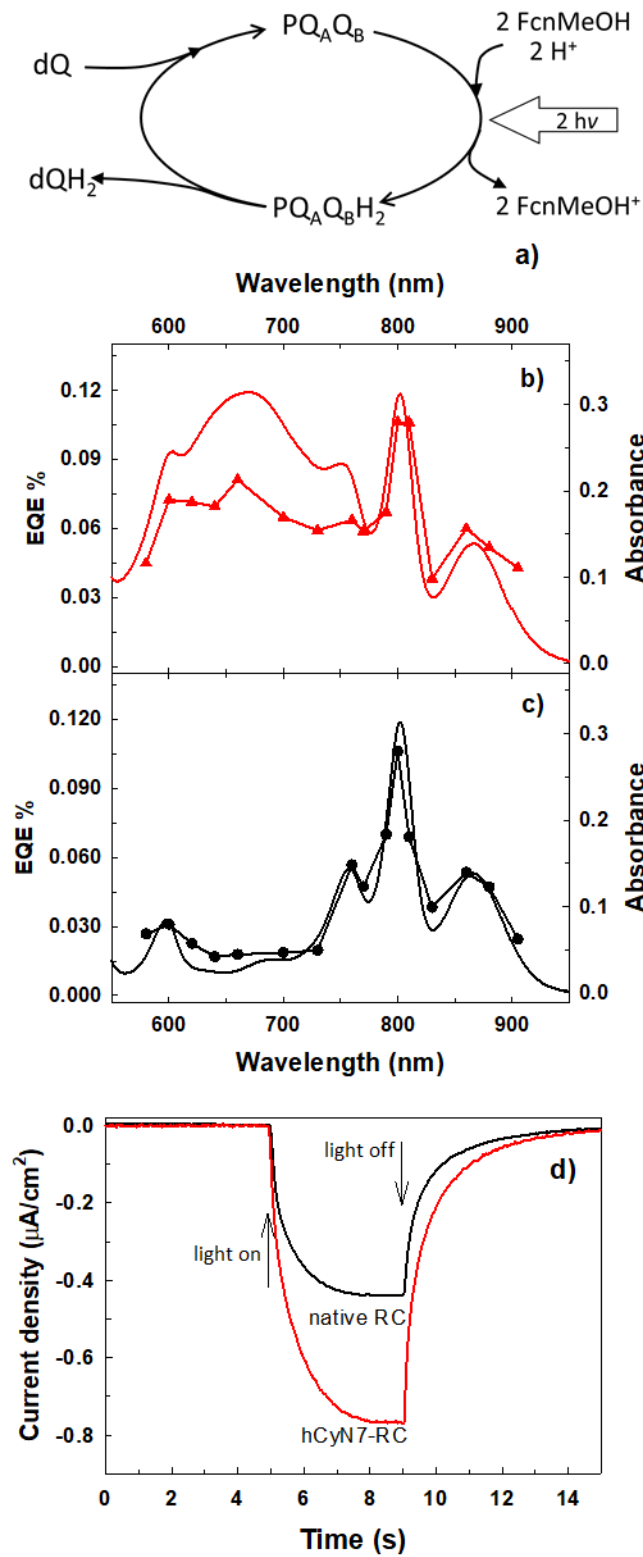 PQAQB
2 FcnMeOH
2 H+
dQ
2 hν
dQH2
PQAQBH2
2 FcnMeOH+
a)
Wavelength (nm)
600 700 800 900
b)
0.12
0.09
0.06
0.03
0.00
EQE %
0.3
0.2
0.1
0.0
Absorbance
c)
0.120
0.090
0.060
0.030
0.000
EQE %
0.3
0.2
0.1
0.0
Absorbance
600 700 800 900
Wavelength (nm)
d)
0.0
-0.2
-0.4
-0.6
-0.8
Current density (μA/cm2)
light off
light on
native RC
hCyN7-RC
0 2 4 6 8 10 12 14
Time (s)